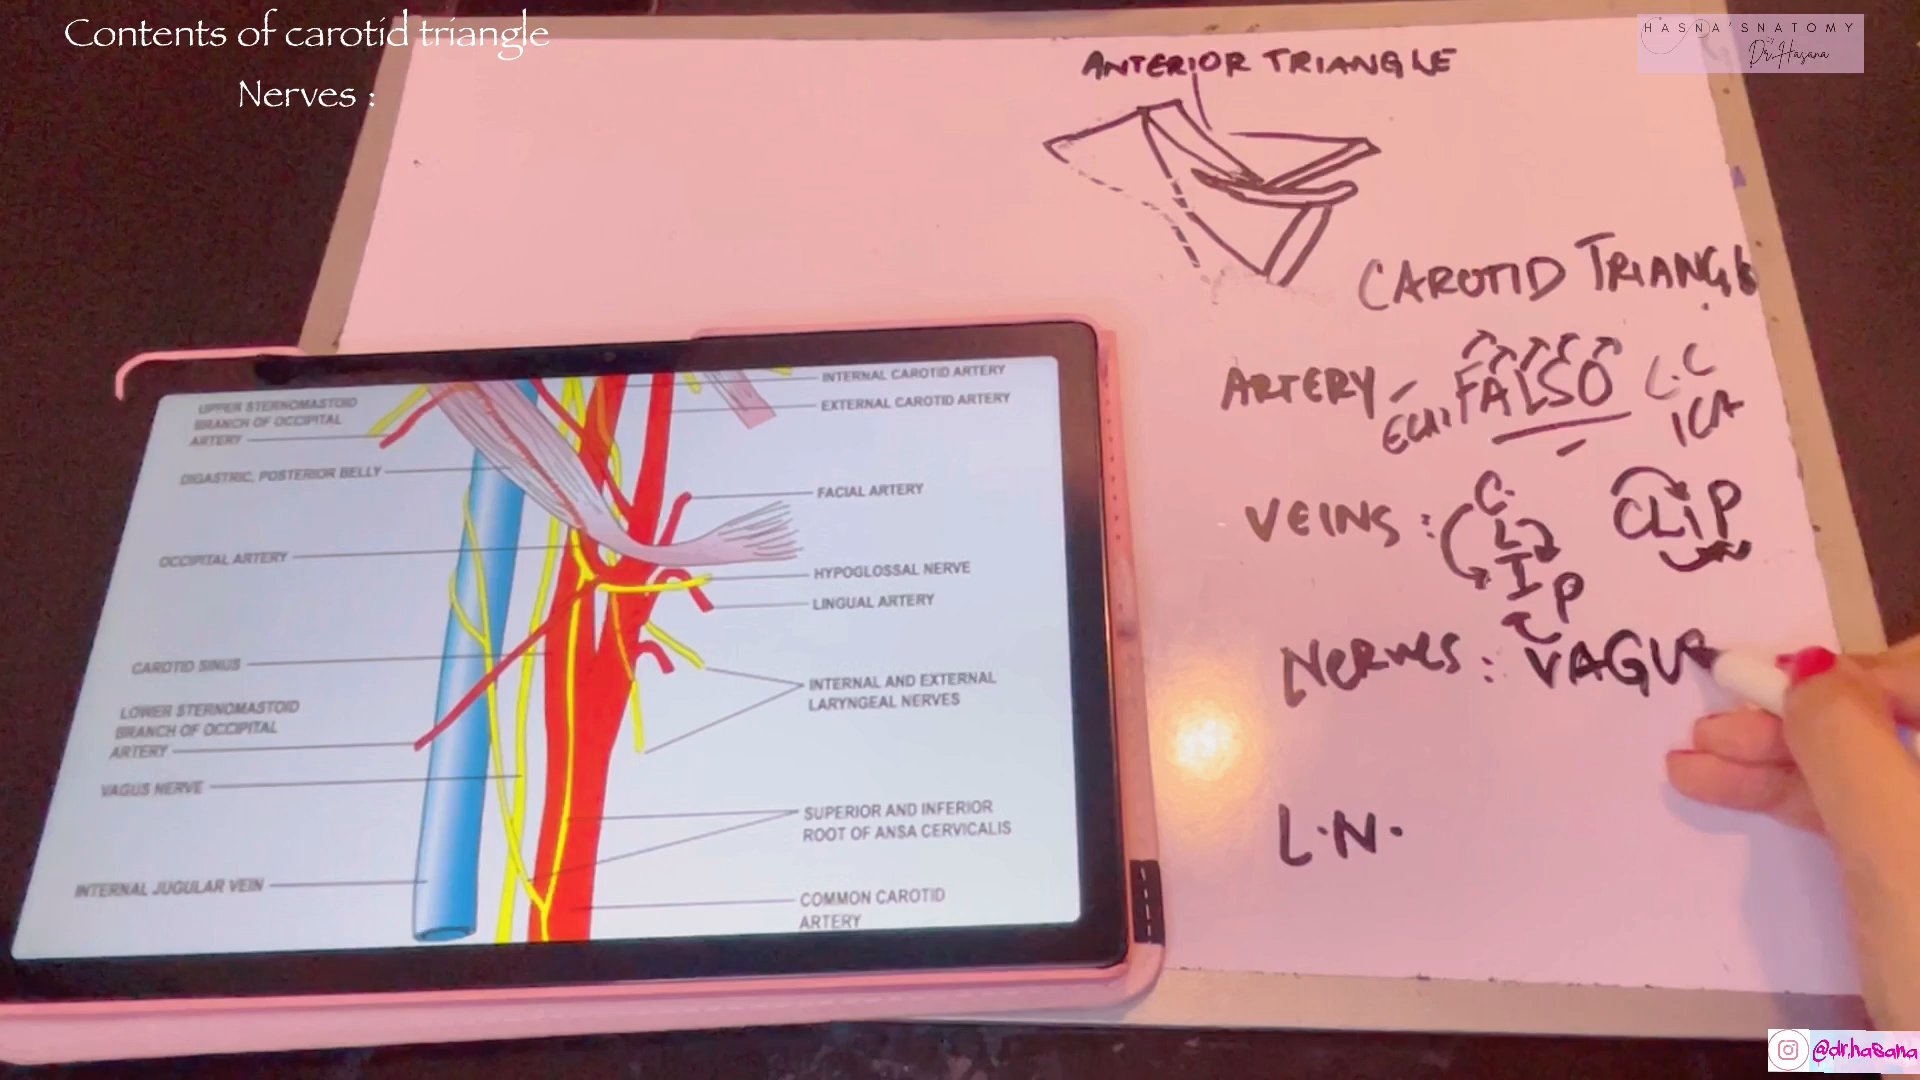 Contents of carotid triangle
Nerves :
HASNA'SNATOMY
by
Dr.Hasana
ANTERIOR TRIANGLE
CAROTID TRIANGLE
ARTERY - FALSO C.C
ECA: ICA
VEINS : C. CLIP
L
I
P
NERVES : VAGUS
L.N.
INTERNAL CAROTID ARTERY
EXTERNAL CAROTID ARTERY
UPPER STERNOMASTOID
BRANCH OF OCCIPITAL
ARTERY
DIGASTRIC, POSTERIOR BELLY
FACIAL ARTERY
OCCIPITAL ARTERY
HYPOGLOSSAL NERVE
LINGUAL ARTERY
CAROTID SINUS
INTERNAL AND EXTERNAL
LARYNGEAL NERVES
LOWER STERNOMASTOID
BRANCH OF OCCIPITAL
ARTERY
VAGUS NERVE
SUPERIOR AND INFERIOR
ROOT OF ANSA CERVICALIS
INTERNAL JUGULAR VEIN
COMMON CAROTID
ARTERY
@dr.hasana